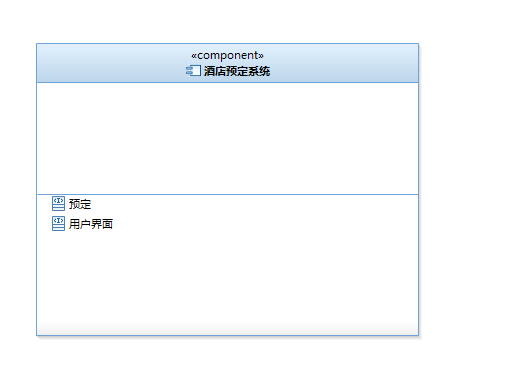 «component»
酒店预定系统
预定
用户界面